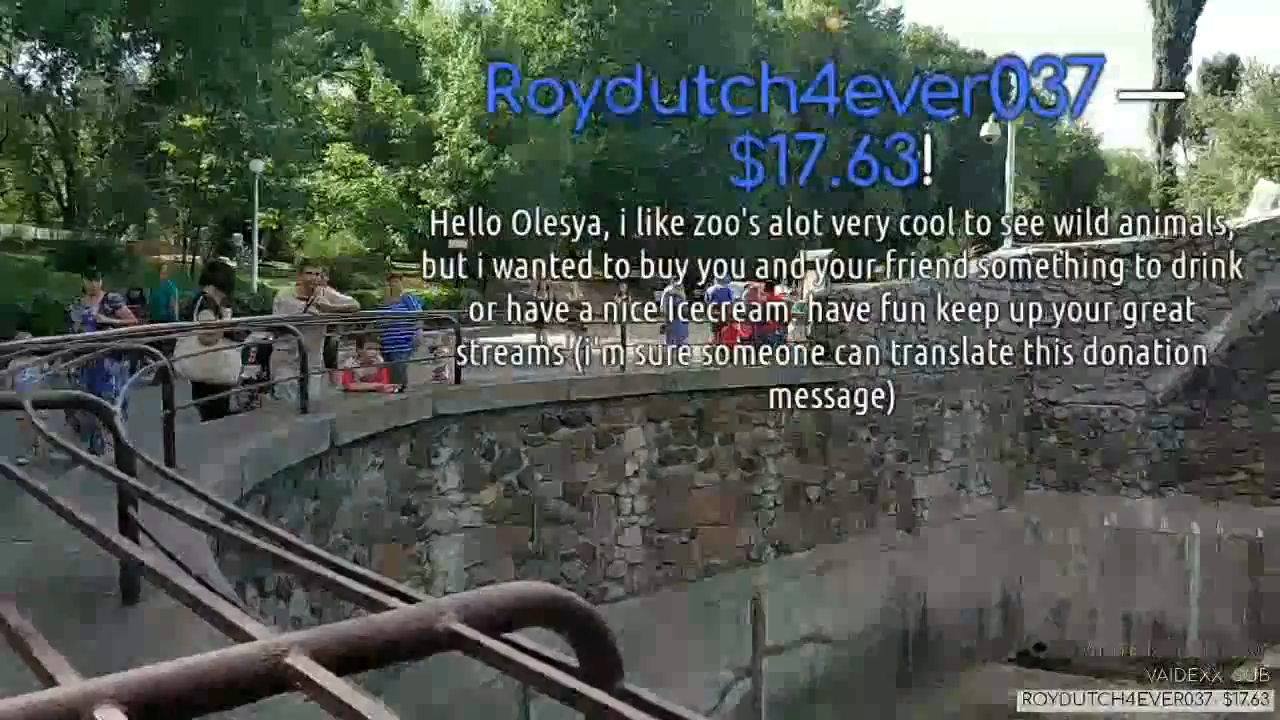 Roydutch4ever037 —
$17.63!
Hello Olesya, i like zoo's alot very cool to see wild animals,
but i wanted to buy you and your friend something to drink
or have a nice Icecream. have fun keep up your great
streams (i'm sure someone can translate this donation
message)
VAIDEXX SUB
ROYDUTCH4EVER037 $17.63